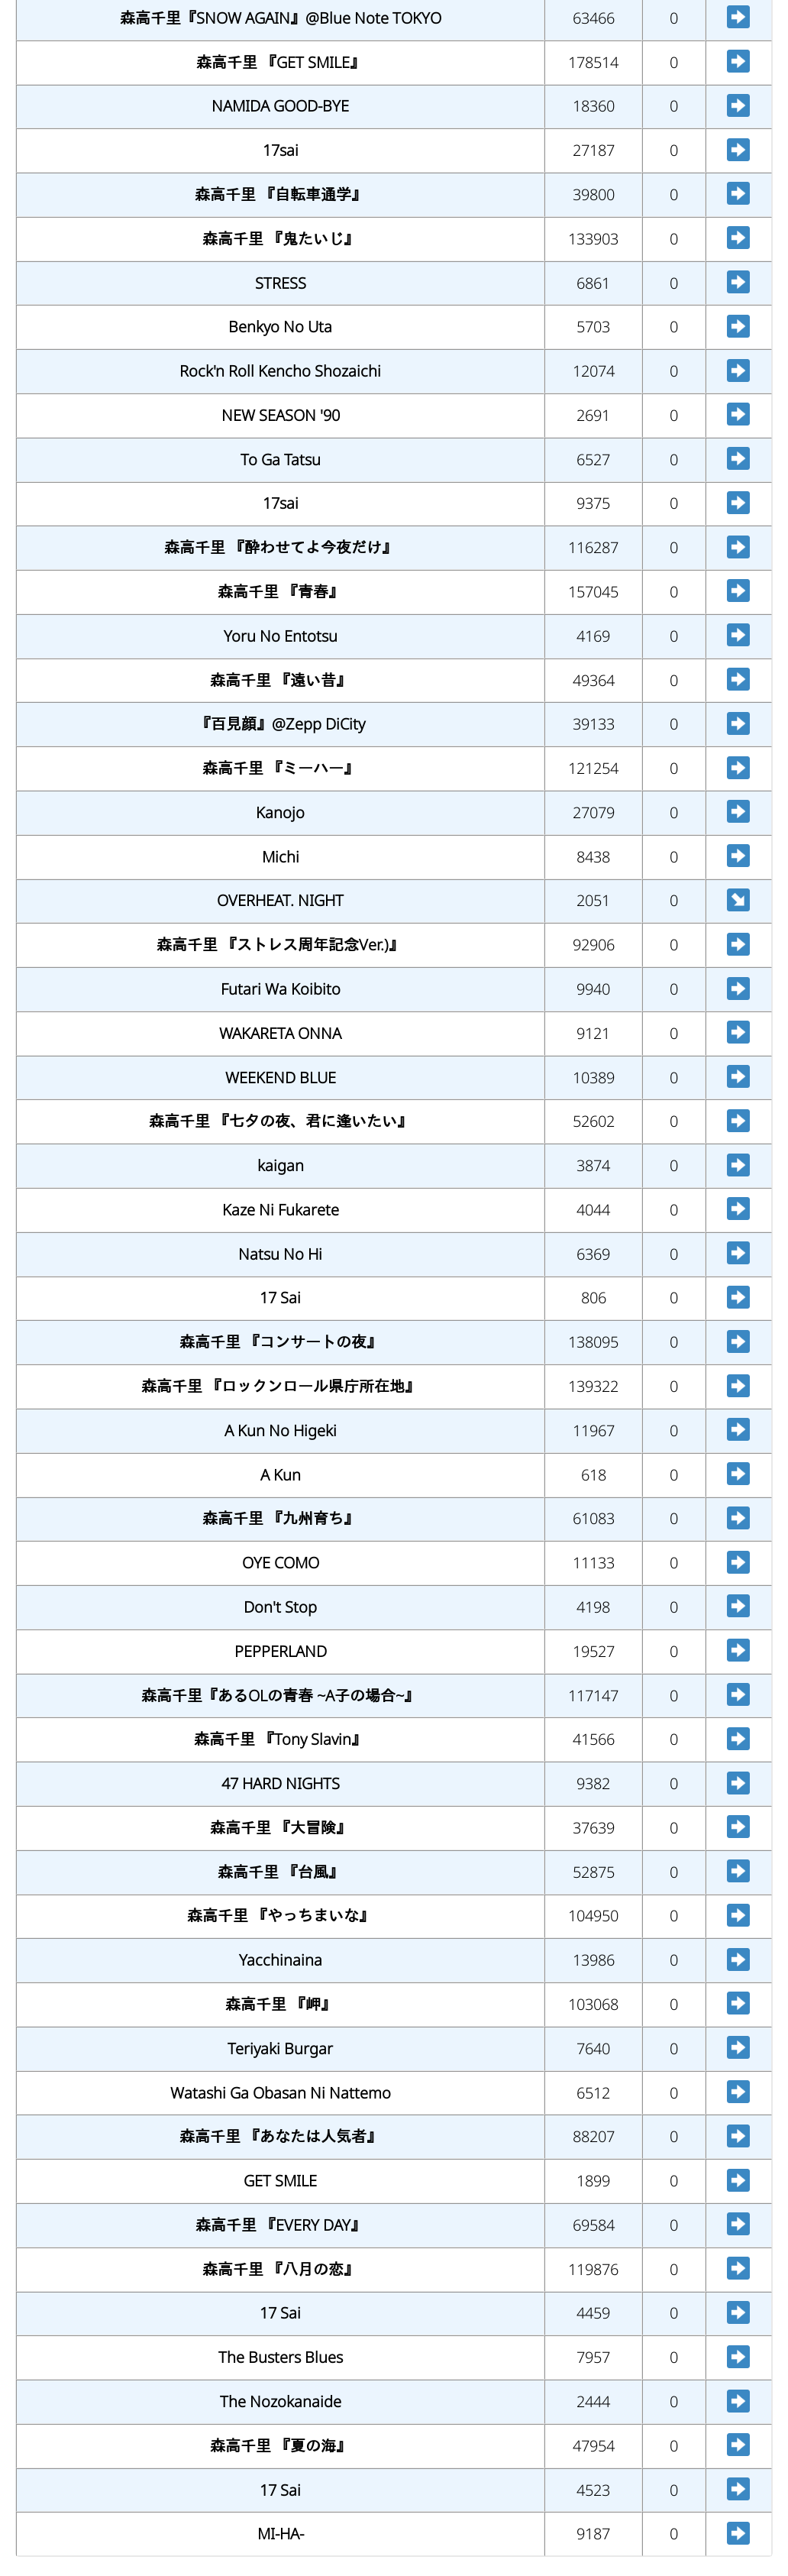 森高千里『SNOW AGAIN』@Blue Note TOKYO 63466 0
森高千里 『GET SMILE』 178514 0
NAMIDA GOOD-BYE 18360 0
17sai 27187 0
森高千里 『自転車通学』 39800 0
森高千里 『鬼たいじ』 133903 0
STRESS 6861 0
Benkyo No Uta 5703 0
Rock'n Roll Kencho Shozaichi 12074 0
NEW SEASON '90 2691 0
To Ga Tatsu 6527 0
17sai 9375 0
森高千里 『酔わせてよ今夜だけ』 116287 0
森高千里 『青春』 157045 0
Yoru No Entotsu 4169 0
森高千里 『遠い昔』 49364 0
『百見顔』@Zepp DiCity 39133 0
森高千里 『ミーハー』 121254 0
Kanojo 27079 0
Michi 8438 0
OVERHEAT. NIGHT 2051 0
森高千里 『ストレス周年記念Ver.)』 92906 0
Futari Wa Koibito 9940 0
WAKARETA ONNA 9121 0
WEEKEND BLUE 10389 0
森高千里 『七夕の夜、君に逢いたい』 52602 0
kaigan 3874 0
Kaze Ni Fukarete 4044 0
Natsu No Hi 6369 0
17 Sai 806 0
森高千里 『コンサートの夜』 138095 0
森高千里 『ロックンロール県庁所在地』 139322 0
A Kun No Higeki 11967 0
A Kun 618 0
森高千里 『九州育ち』 61083 0
OYE COMO 11133 0
Don't Stop 4198 0
PEPPERLAND 19527 0
森高千里『あるOLの青春 ~A子の場合~』 117147 0
森高千里 『Tony Slavin』 41566 0
47 HARD NIGHTS 9382 0
森高千里 『大冒険』 37639 0
森高千里 『台風』 52875 0
森高千里 『やっちまいな』 104950 0
Yacchinaina 13986 0
森高千里 『岬』 103068 0
Teriyaki Burgar 7640 0
Watashi Ga Obasan Ni Nattemo 6512 0
森高千里 『あなたは人気者』 88207 0
GET SMILE 1899 0
森高千里 『EVERY DAY』 69584 0
森高千里 『八月の恋』 119876 0
17 Sai 4459 0
The Busters Blues 7957 0
The Nozokanaide 2444 0
森高千里 『夏の海』 47954 0
17 Sai 4523 0
MI-HA- 9187 0